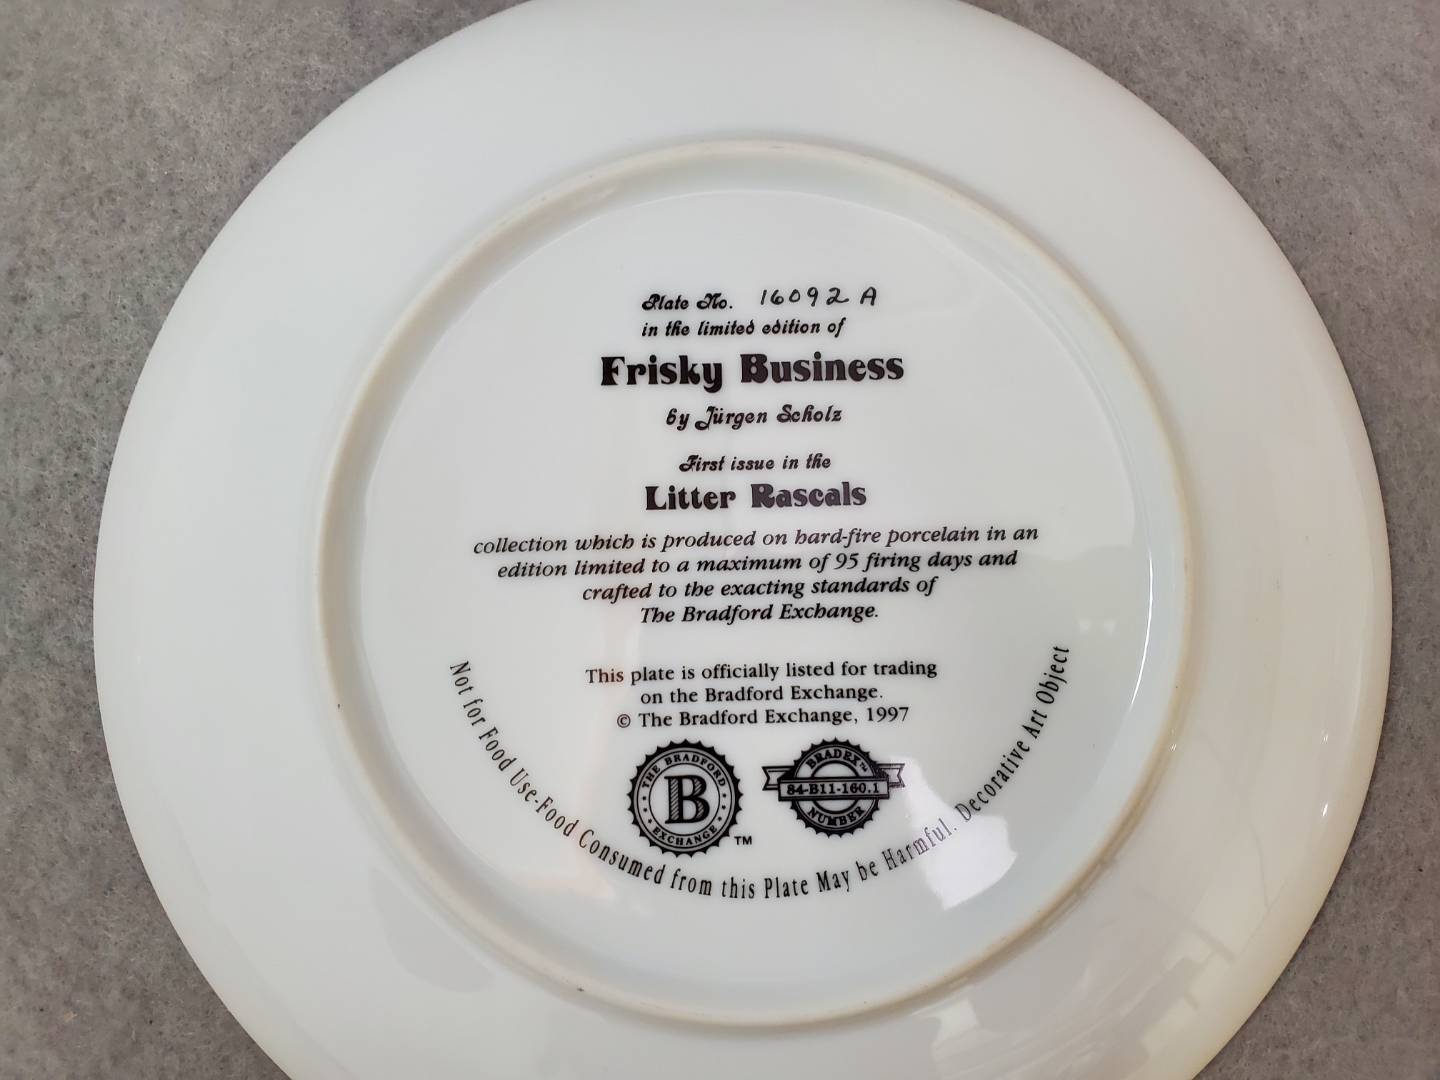 Plate No. 16092 A
in the limited edition of
Frisky Business
by Jürgen Scholz
First issue in the
Litter Rascals
collection which is produced on hard-fire porcelain in an
edition limited to a maximum of 95 firing days and
crafted to the exacting standards of
The Bradford Exchange.
This plate is officially listed for trading
on the Bradford Exchange.
© The Bradford Exchange, 1997
THE BRADFORD
B
EXCHANGE
TM
BRADEX™
84-B11-160.1
NUMBER
Not for Food Use-Food Consumed from this Plate May be Harmful. Decorative Art Object